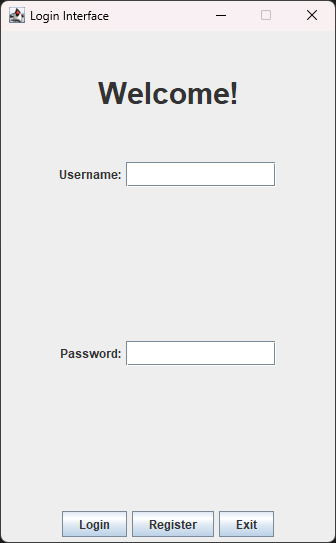 Login Interface
Welcome!
Username:
Password:
Login Register Exit